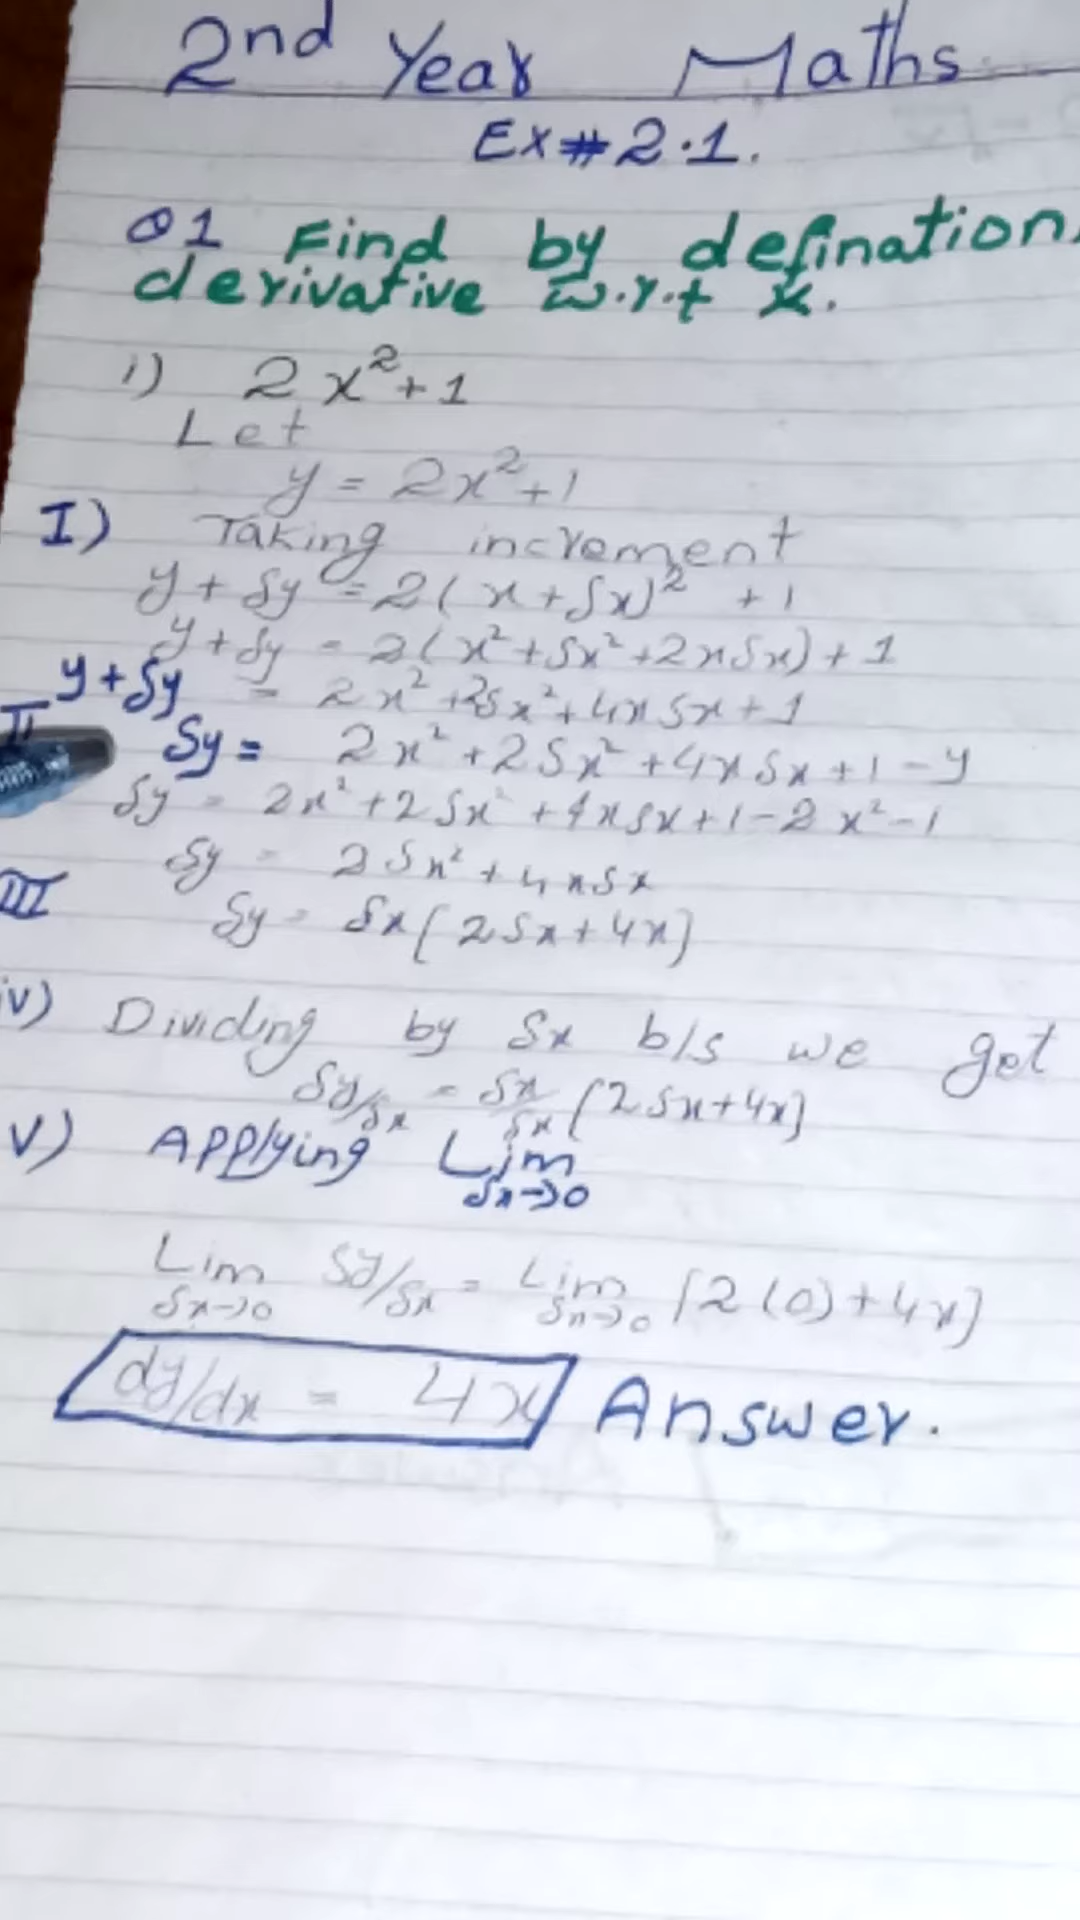 2nd Year Maths
Ex#2.1.
Q1 Find by defination,
derivative w.r.t x.
i) 2x²+1
Let
y = 2x²+1
I) Taking increment
y + δy = 2(x+δx)² + 1
y + δy = 2(x²+δx²+2xδx)+1
y+δy = 2x²+2δx²+4xδx+1
II δy = 2x²+2δx²+4xδx+1-y
δy = 2x²+2δx²+4xδx+1-2x²-1
δy = 2δx²+4xδx
III δy = δx[2δx+4x]
iv) Dividing by δx b/s we get
δy/δx = δx/δx [2δx+4x]
V) Applying Lim δx→0
Lim δx→0 δy/δx = Lim δx→0 [2(0)+4x]
dy/dx = 4x Answer.